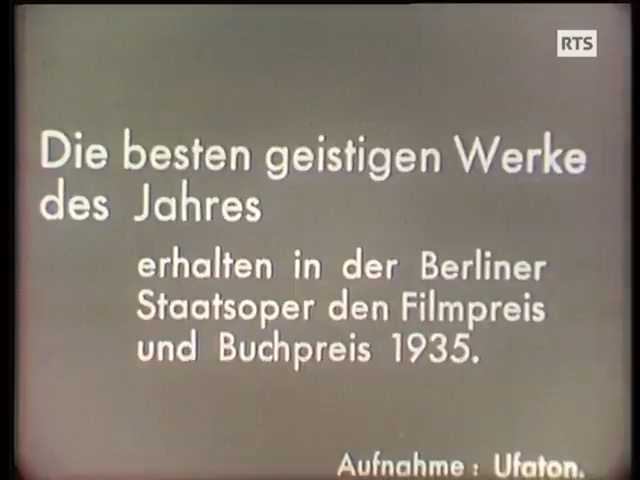 RTS
Die besten geistigen Werke
des Jahres
erhalten in der Berliner
Staatsoper den Filmpreis
und Buchpreis 1935.
Aufnahme : Ufaton.